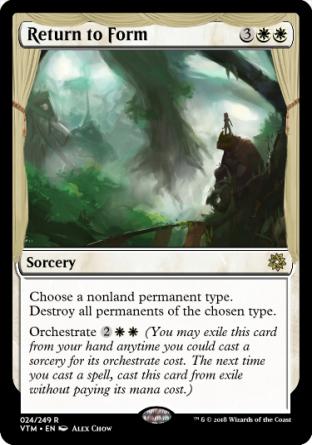 Return to Form 3
Sorcery
Choose a nonland permanent type.
Destroy all permanents of the chosen type.
Orchestrate 2 (You may exile this card
from your hand anytime you could cast a
sorcery for its orchestrate cost. The next time
you cast a spell, cast this card from exile
without paying its mana cost.)
024/249 R
VTM • EN ALEX CHOW
™ & © 2018 Wizards of the Coast